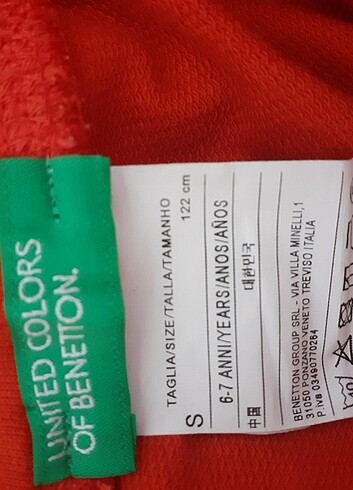 UNITED COLORS
OF BENETTON.
TAGLIA/SIZE/TALLA/TAMANHO
S 122 cm
6-7 ANNI/YEARS/ANOS/AÑOS
中国 대한민국
BENETTON GROUP SRL - VIA VILLA MINELLI,1
31050 PONZANO VENETO TREVISO ITALIA
P.IVA 03490770264